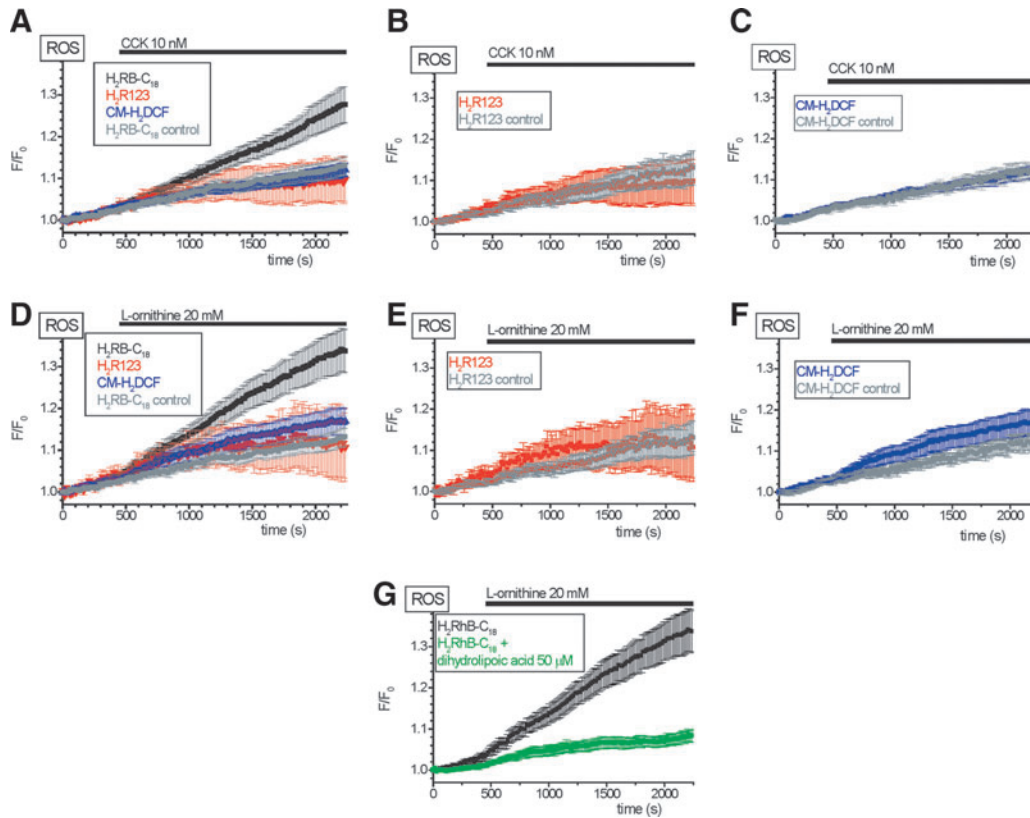 A
ROS
CCK 10 nM
H₂RB-C₁₈
H₂R123
CM-H₂DCF
H₂RB-C₁₈ control
1.3
1.2
1.1
1.0
F/F₀
0 500 1000 1500 2000
time (s)
B
ROS
CCK 10 nM
H₂R123
H₂R123 control
1.3
1.2
1.1
1.0
F/F₀
0 500 1000 1500 2000
time (s)
C
ROS
CCK 10 nM
CM-H₂DCF
CM-H₂DCF control
1.3
1.2
1.1
1.0
F/F₀
0 500 1000 1500 2000
time (s)
D
ROS
L-ornithine 20 mM
H₂RB-C₁₈
H₂R123
CM-H₂DCF
H₂RB-C₁₈ control
1.3
1.2
1.1
1.0
F/F₀
0 500 1000 1500 2000
time (s)
E
ROS
L-ornithine 20 mM
H₂R123
H₂R123 control
1.3
1.2
1.1
1.0
F/F₀
0 500 1000 1500 2000
time (s)
F
ROS
L-ornithine 20 mM
CM-H₂DCF
CM-H₂DCF control
1.3
1.2
1.1
1.0
F/F₀
0 500 1000 1500 2000
time (s)
G
ROS
L-ornithine 20 mM
H₂RhB-C₁₈
H₂RhB-C₁₈ +
dihydrolipoic acid 50 μM
1.3
1.2
1.1
1.0
F/F₀
0 500 1000 1500 2000
time (s)